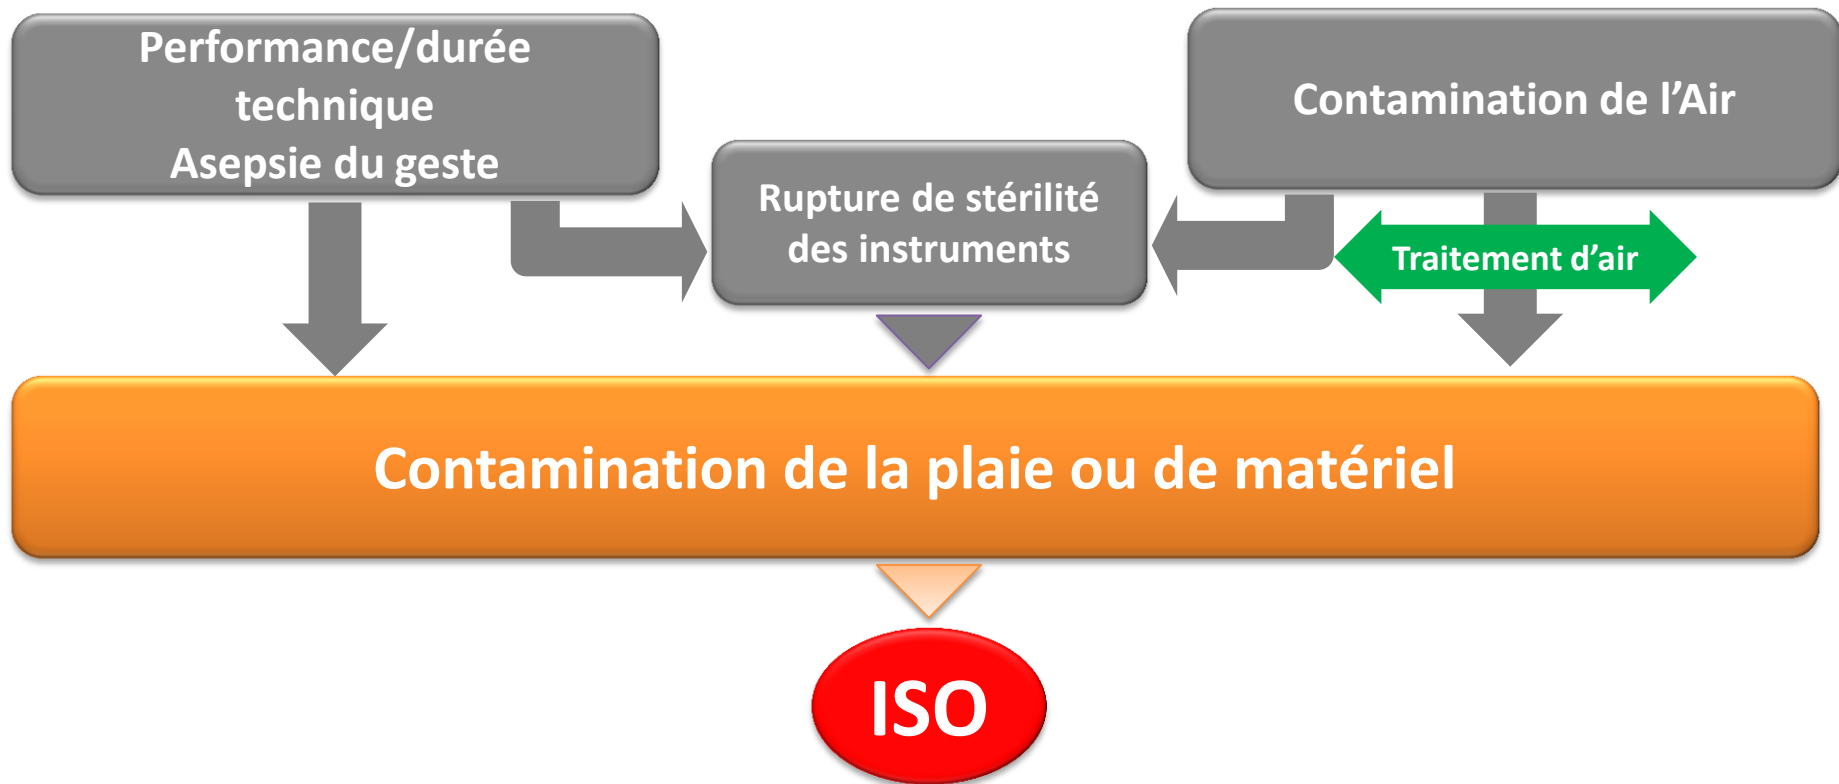 Performance/durée
technique
Asepsie du geste
Contamination de l’Air
Rupture de stérilité
des instruments
Traitement d’air
Contamination de la plaie ou de matériel
ISO